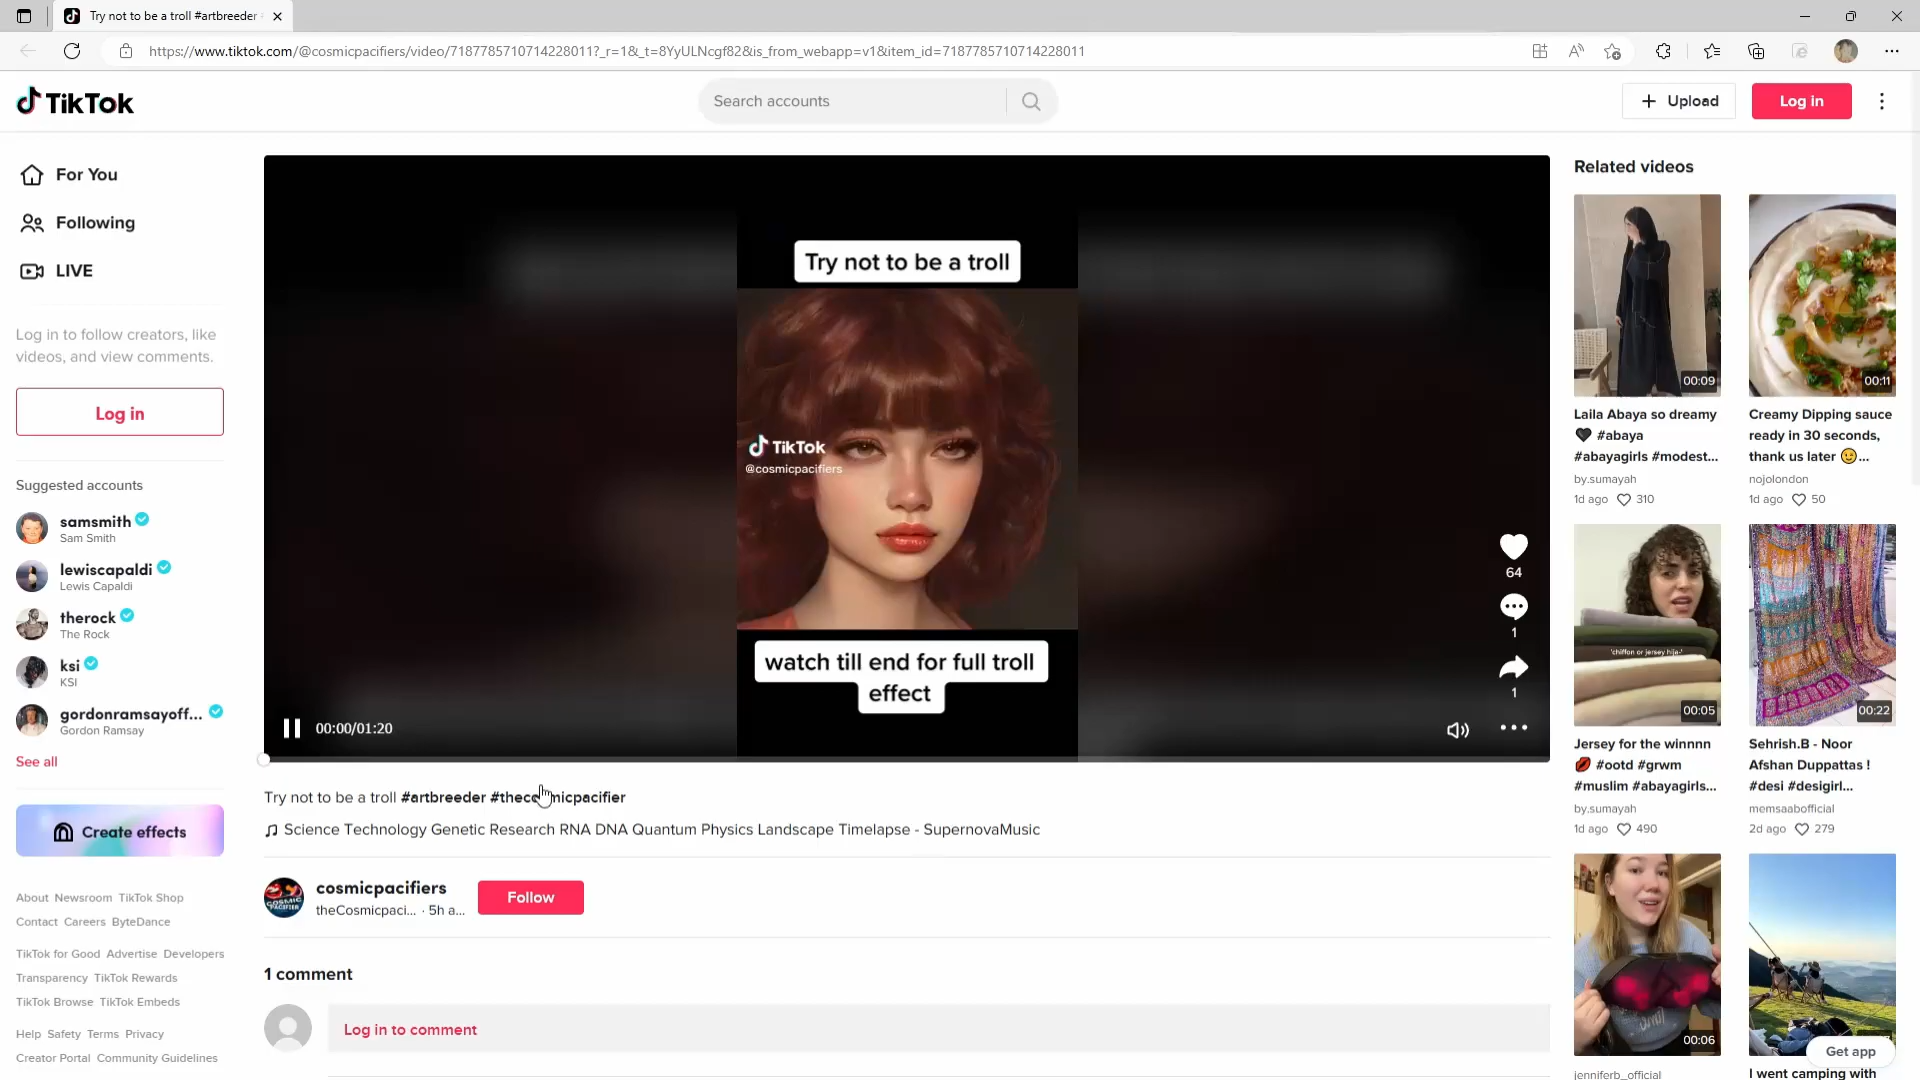 Try not to be a troll #artbreeder
https://www.tiktok.com/@cosmicpacifiers/video/7187785710714228011?_r=1&_t=8YyULNcgf82&is_from_webapp=v1&item_id=7187785710714228011
TikTok
Search accounts
Upload
Log in
For You
Following
LIVE
Log in to follow creators, like
videos, and view comments.
Log in
Suggested accounts
samsmith
Sam Smith
lewiscapaldi
Lewis Capaldi
therock
The Rock
ksi
KSI
gordonramsayoff...
Gordon Ramsay
See all
Create effects
About Newsroom TikTok Shop
Contact Careers ByteDance
TikTok for Good Advertise Developers
Transparency TikTok Rewards
TikTok Browse TikTok Embeds
Help Safety Terms Privacy
Creator Portal Community Guidelines
Try not to be a troll
TikTok
@cosmicpacifiers
watch till end for full troll
effect
64
1
1
00:00/01:20
Try not to be a troll #artbreeder #thecosmicpacifier
Science Technology Genetic Research RNA DNA Quantum Physics Landscape Timelapse - SupernovaMusic
COSMIC
PACIFIER
cosmicpacifiers
theCosmicpaci... · 5h a...
Follow
1 comment
Log in to comment
Related videos
00:09
Laila Abaya so dreamy
🖤 #abaya
#abayagirls #modest...
by.sumayah
1d ago 310
00:11
Creamy Dipping sauce
ready in 30 seconds,
thank us later 😉...
nojolondon
1d ago 50
'chiffon or jersey hija-'
00:05
Jersey for the winnnn
💋 #ootd #grwm
#muslim #abayagirls...
by.sumayah
1d ago 490
00:22
Sehrish.B - Noor
Afshan Duppattas !
#desi #desigirl...
memsaabofficial
2d ago 279
00:06
jenniferb_official
Get app
I went camping with